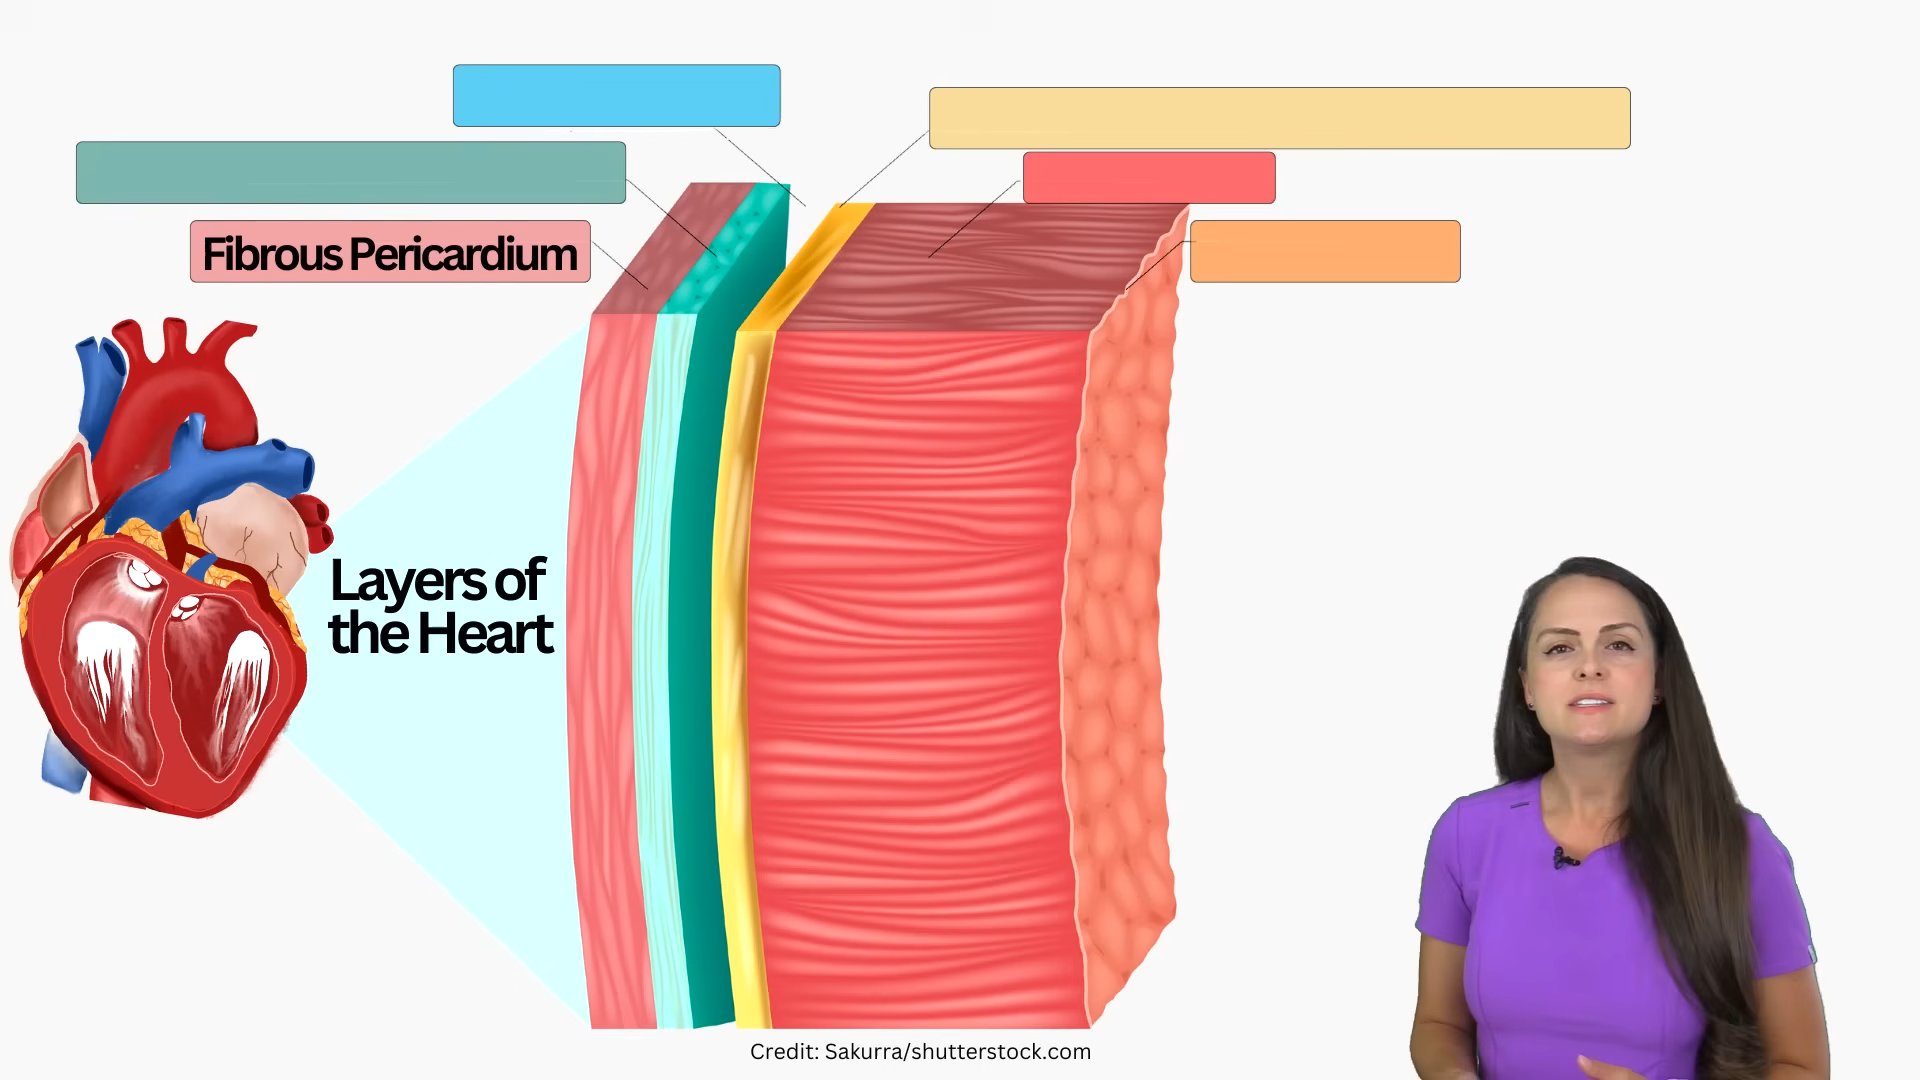 Fibrous Pericardium
Layers of
the Heart
Credit: Sakurra/shutterstock.com